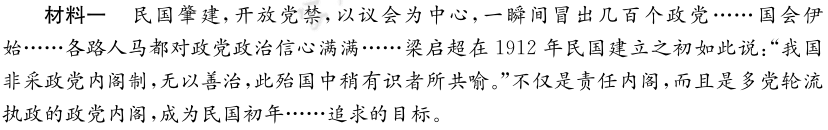 材料一　民国肇建,开放党禁,以议会为中心,一瞬间冒出几百个政党……国会伊
始……各路人马都对政党政治信心满满……梁启超在 1912 年民国建立之初如此说:“我国
非采政党内阁制,无以善治,此殆国中稍有识者所共喻。”不仅是责任内阁,而且是多党轮流
执政的政党内阁,成为民国初年……追求的目标。